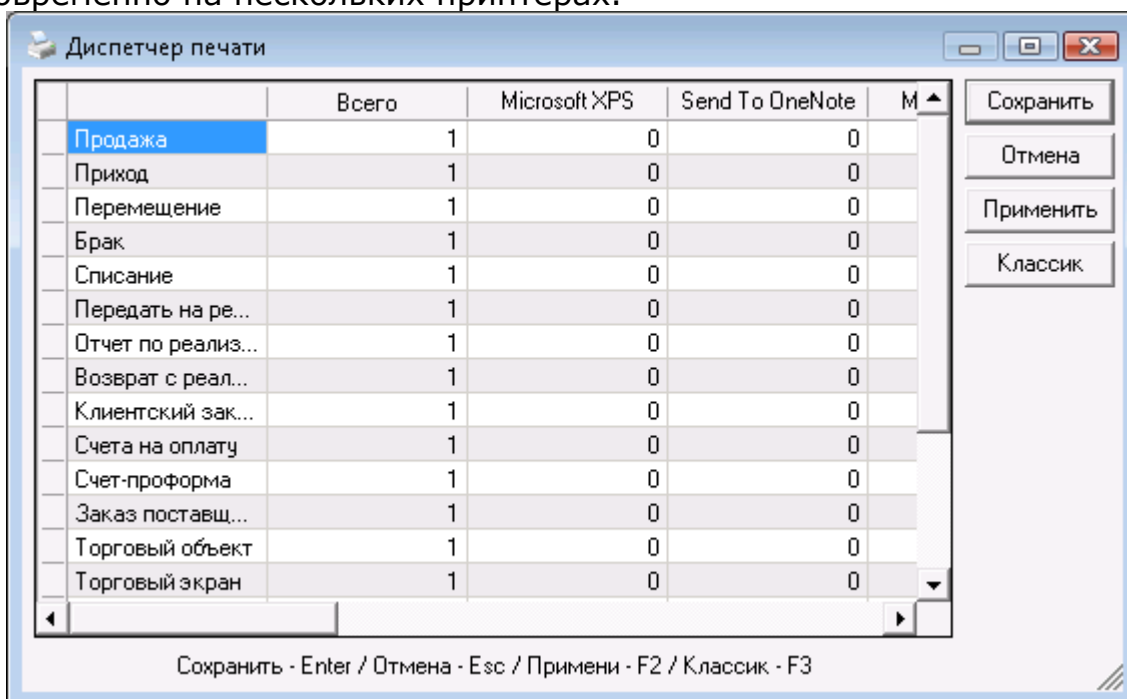 овременно на нескольких принтерах.
Диспетчер печати
Всего Microsoft XPS Send To OneNote M
Продажа 1 0 0
Приход 1 0 0
Перемещение 1 0 0
Брак 1 0 0
Списание 1 0 0
Передать на ре... 1 0 0
Отчет по реализ... 1 0 0
Возврат с реал... 1 0 0
Клиентский зак... 1 0 0
Счета на оплату 1 0 0
Счет-проформа 1 0 0
Заказ поставщ... 1 0 0
Торговый объект 1 0 0
Торговый экран 1 0 0
Сохранить
Отмена
Применить
Классик
Сохранить - Enter / Отмена - Esc / Примени - F2 / Классик - F3